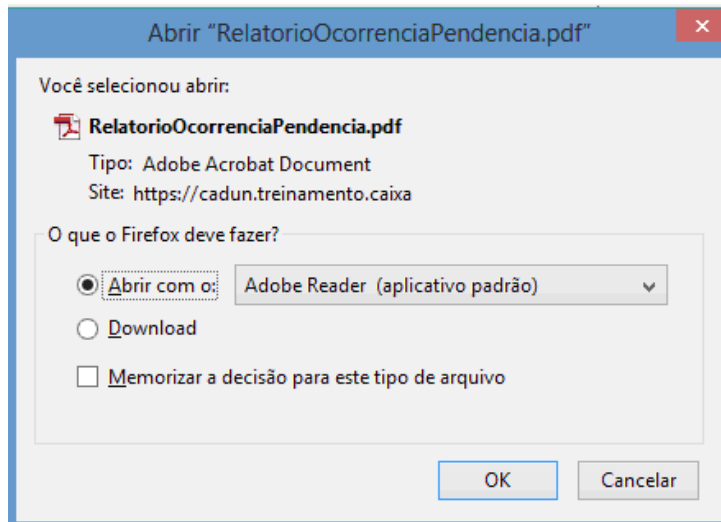 Abrir “RelatorioOcorrenciaPendencia.pdf”
Você selecionou abrir:
RelatorioOcorrenciaPendencia.pdf
Tipo: Adobe Acrobat Document
Site: https://cadun.treinamento.caixa
O que o Firefox deve fazer?
Abrir com o: Adobe Reader (aplicativo padrão)
Download
Memorizar a decisão para este tipo de arquivo
OK Cancelar